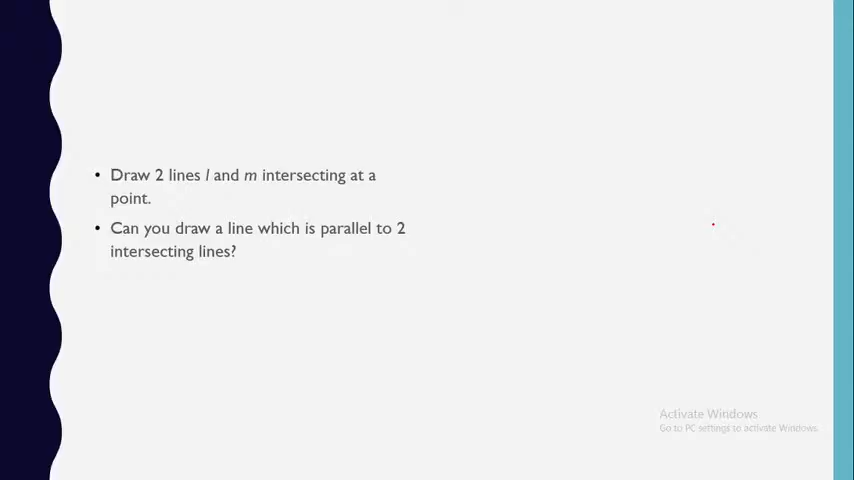 • Draw 2 lines l and m intersecting at a
point.
• Can you draw a line which is parallel to 2
intersecting lines?
Activate Windows
Go to PC settings to activate Windows.